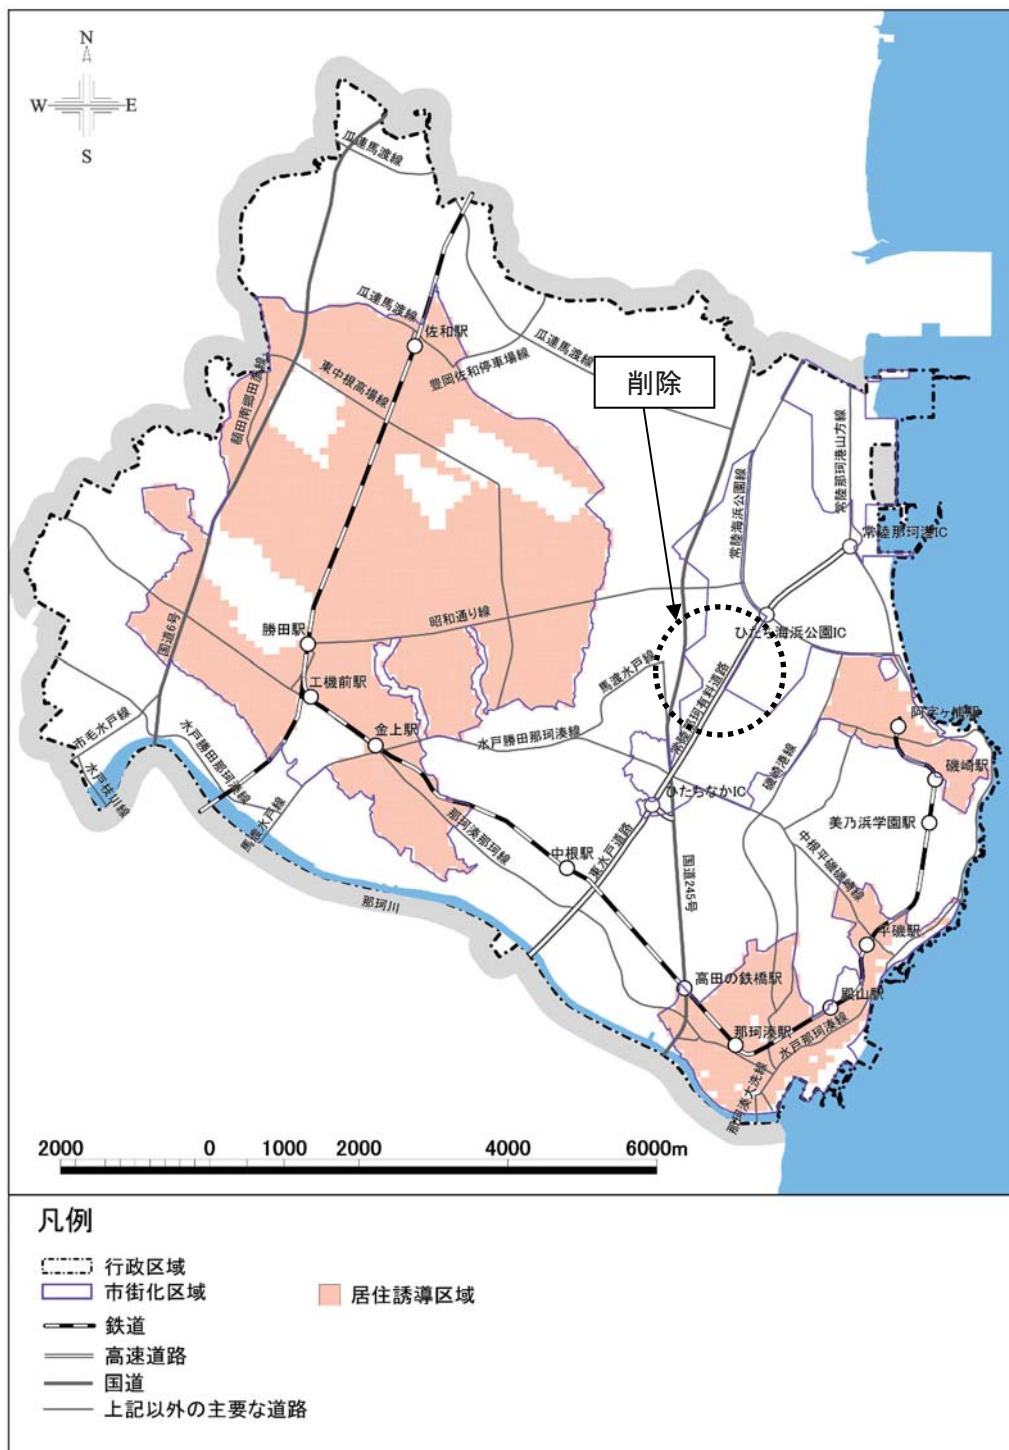 N
W
E
S
瓜連馬渡線
瓜連馬渡線
佐和駅
豊岡佐和停車場線
瓜連馬渡線
東中根高場線
額田南郷田彦線
削除
常陸海浜公園線
常陸那珂港山方線
常陸那珂港IC
ひたち海浜公園IC
昭和通り線
勝田駅
国道6号
工機前駅
金上駅
馬渡水戸線
常陸那珂有料道路
水戸勝田那珂湊線
市毛水戸線
水戸枝川線
水戸勝田那珂湊線
馬渡水戸線
阿字ヶ浦駅
磯崎駅
磯崎港線
ひたちなかIC
美乃浜学園駅
那珂湊那珂線
中根駅
東水戸道路
中根平磯磯崎線
国道245号
那珂川
平磯駅
高田の鉄橋駅
殿山駅
那珂湊駅
水戸那珂湊線
那珂湊大洗線
2000 0 1000 2000 4000 6000m
凡例
行政区域
市街化区域
居住誘導区域
鉄道
高速道路
国道
上記以外の主要な道路